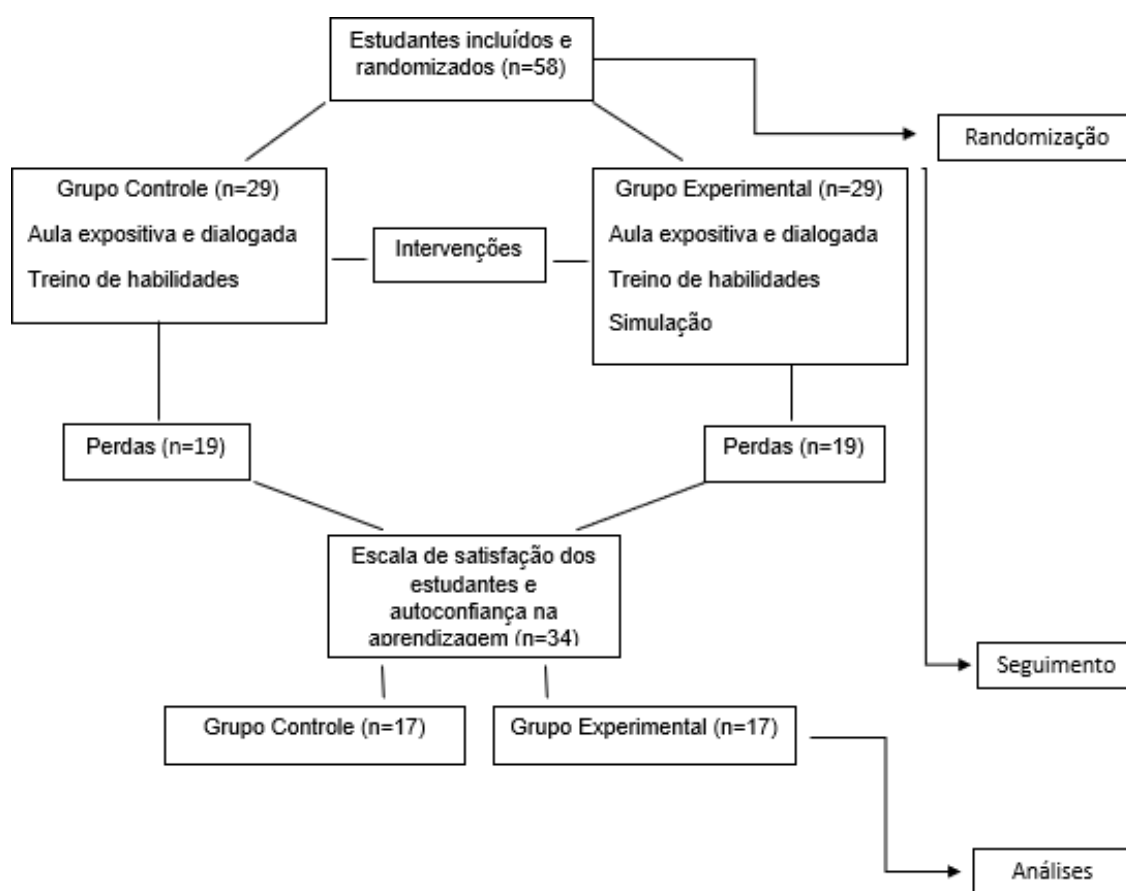 Estudantes incluídos e
randomizados (n=58)
Randomização
Grupo Controle (n=29)
Aula expositiva e dialogada
Treino de habilidades
Intervenções
Grupo Experimental (n=29)
Aula expositiva e dialogada
Treino de habilidades
Simulação
Perdas (n=19)
Perdas (n=19)
Escala de satisfação dos
estudantes e
autoconfiança na
aprendizagem (n=34)
Seguimento
Grupo Controle (n=17)
Grupo Experimental (n=17)
Análises